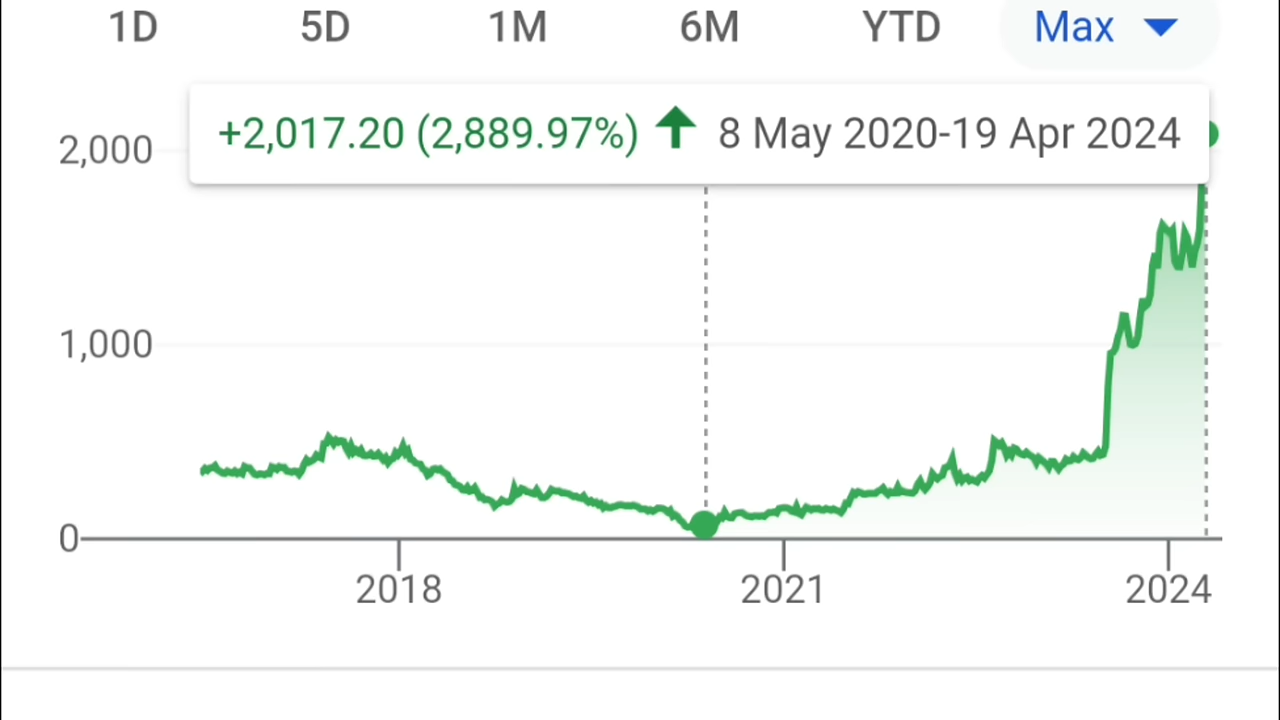 1D 5D 1M 6M YTD Max
+2,017.20 (2,889.97%) 8 May 2020-19 Apr 2024
2,000
1,000
0
2018 2021 2024